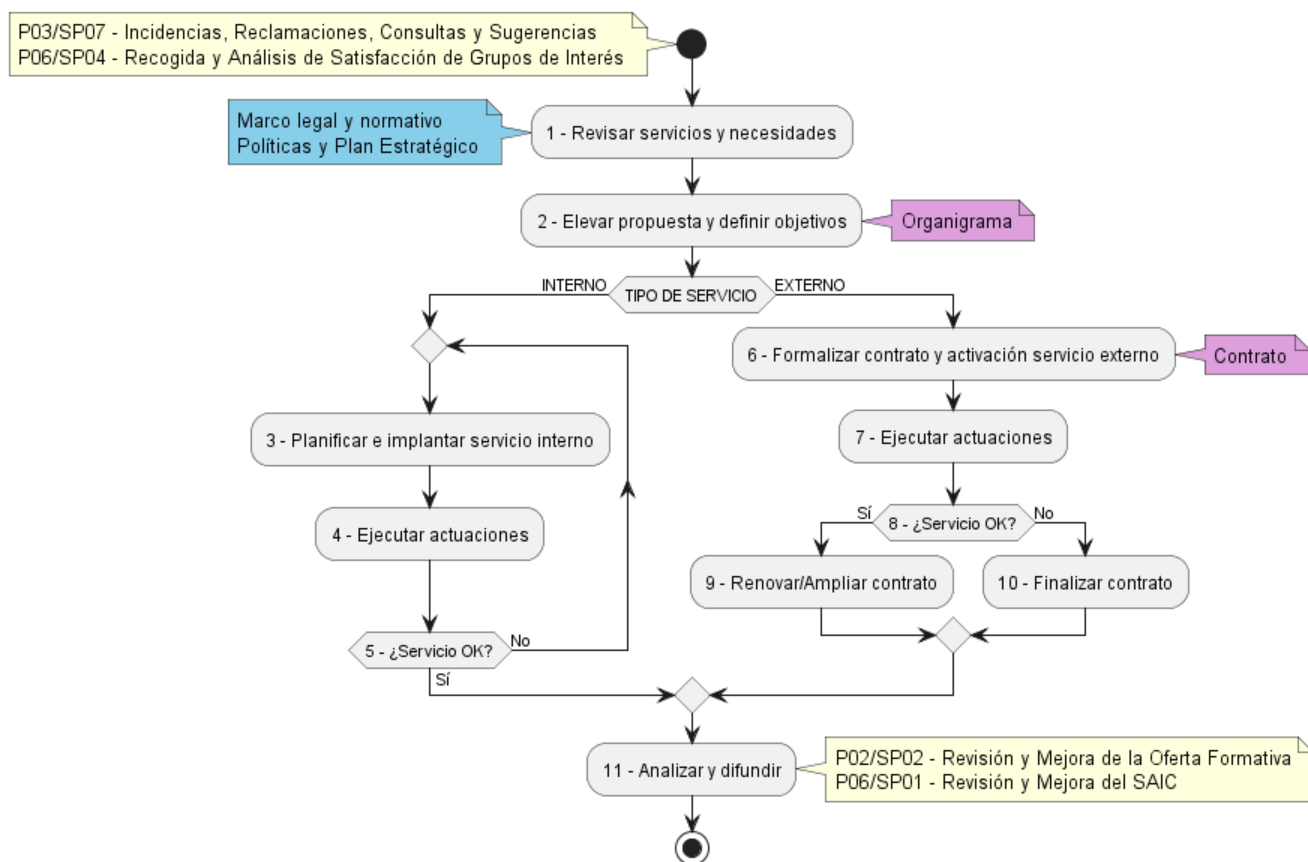 P03/SP07 - Incidencias, Reclamaciones, Consultas y Sugerencias
P06/SP04 - Recogida y Análisis de Satisfacción de Grupos de Interés
Marco legal y normativo
Políticas y Plan Estratégico
1 - Revisar servicios y necesidades
2 - Elevar propuesta y definir objetivos
Organigrama
INTERNO
TIPO DE SERVICIO
EXTERNO
3 - Planificar e implantar servicio interno
4 - Ejecutar actuaciones
5 - ¿Servicio OK?
No
Sí
6 - Formalizar contrato y activación servicio externo
Contrato
7 - Ejecutar actuaciones
Sí
8 - ¿Servicio OK?
No
9 - Renovar/Ampliar contrato
10 - Finalizar contrato
11 - Analizar y difundir
P02/SP02 - Revisión y Mejora de la Oferta Formativa
P06/SP01 - Revisión y Mejora del SAIC